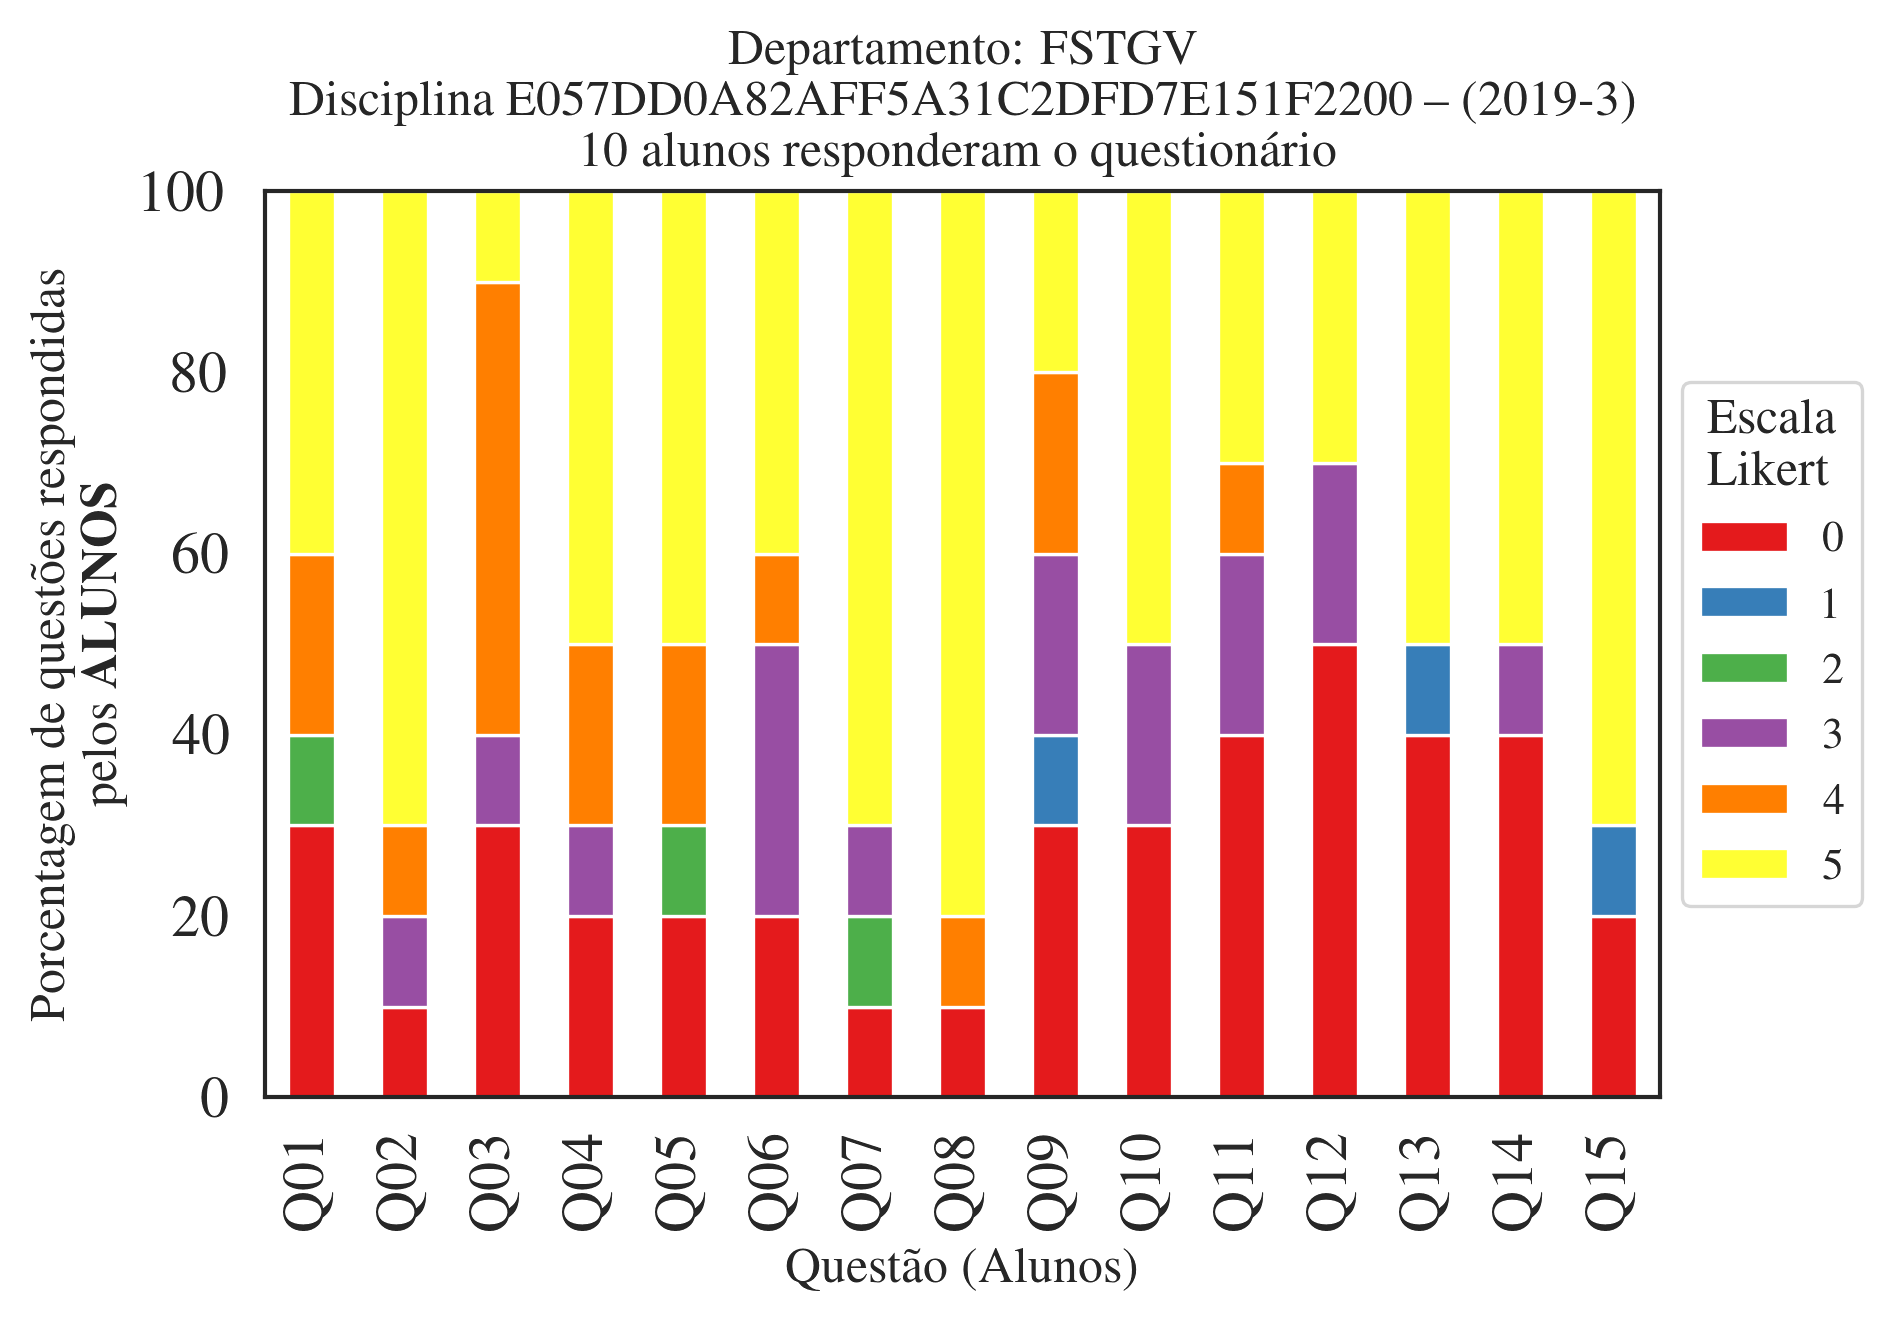 Departamento: FSTGV
Disciplina E057DD0A82AFF5A31C2DFD7E151F2200 – (2019-3)
10 alunos responderam o questionário
100
80
60
40
20
0
Porcentagem de questões respondidas
pelos ALUNOS
Q01
Q02
Q03
Q04
Q05
Q06
Q07
Q08
Q09
Q10
Q11
Q12
Q13
Q14
Q15
Questão (Alunos)
Escala
Likert
0
1
2
3
4
5